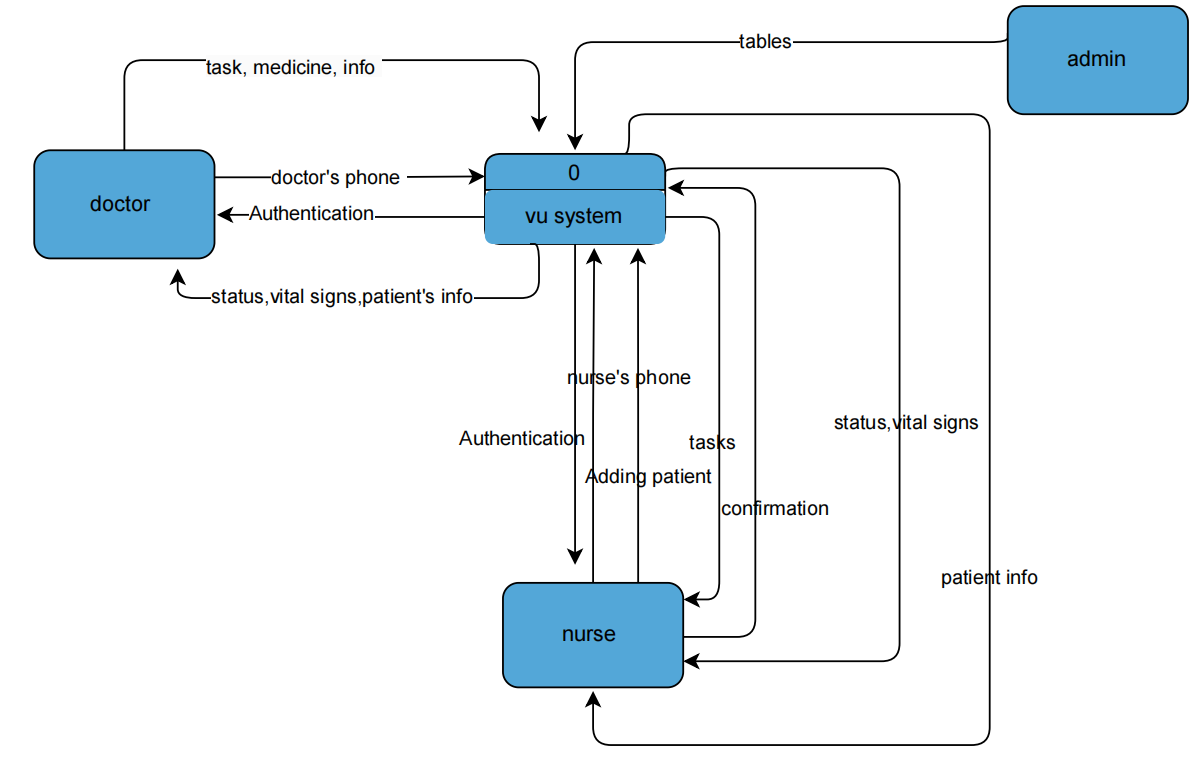 tables
admin
task, medicine, info
0
doctor's phone
doctor
Authentication
vu system
status,vital signs,patient's info
nurse's phone
status,vital signs
Authentication
tasks
Adding patient
confirmation
patient info
nurse